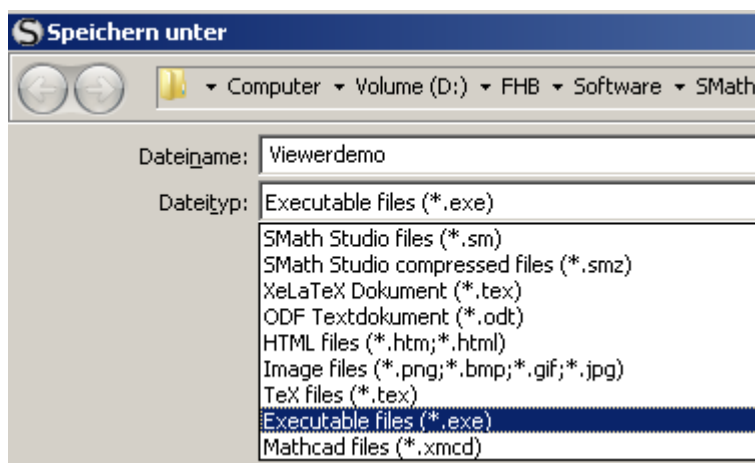 Speichern unter
Computer Volume (D:) FHB Software SMath
Dateiname: Viewerdemo
Dateityp: Executable files (*.exe)
SMath Studio files (*.sm)
SMath Studio compressed files (*.smz)
XeLaTeX Dokument (*.tex)
ODF Textdokument (*.odt)
HTML files (*.htm;*.html)
Image files (*.png;*.bmp;*.gif;*.jpg)
TeX files (*.tex)
Executable files (*.exe)
Mathcad files (*.xmcd)